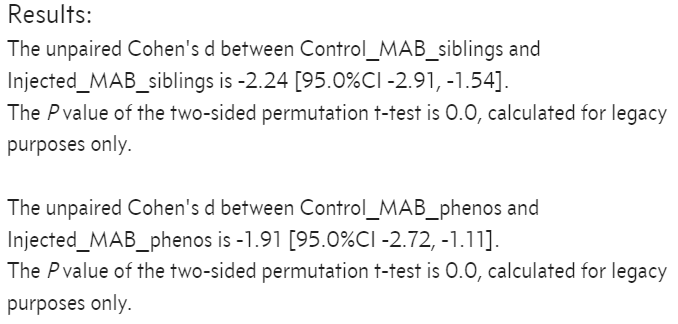 Results:
The unpaired Cohen's d between Control_MAB_siblings and
Injected_MAB_siblings is -2.24 [95.0%CI -2.91, -1.54].
The P value of the two-sided permutation t-test is 0.0, calculated for legacy
purposes only.
The unpaired Cohen's d between Control_MAB_phenos and
Injected_MAB_phenos is -1.91 [95.0%CI -2.72, -1.11].
The P value of the two-sided permutation t-test is 0.0, calculated for legacy
purposes only.